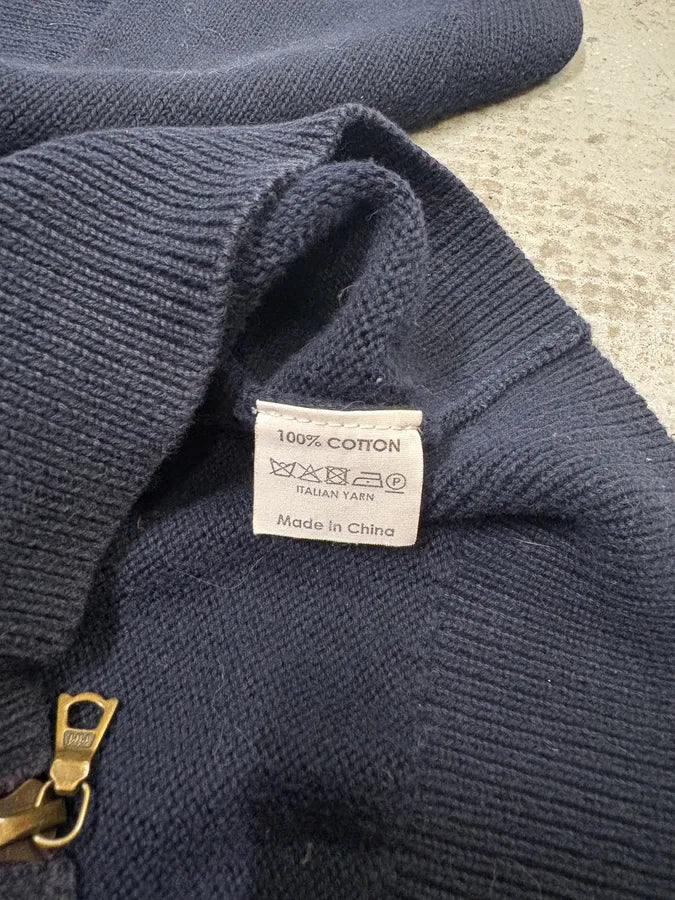 100% COTTON
P
ITALIAN YARN
Made in China